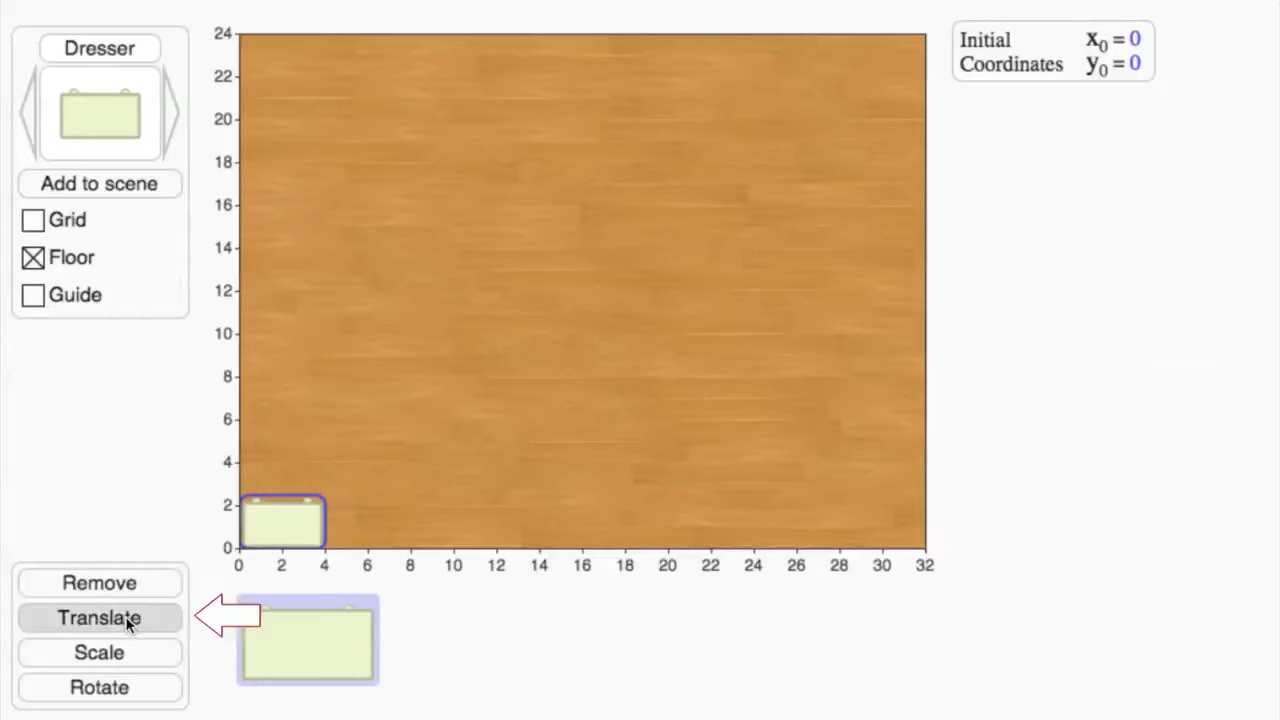 Dresser
Add to scene
Grid
Floor
Guide
Remove
Translate
Scale
Rotate
24
22
20
18
16
14
12
10
8
6
4
2
0
0 2 4 6 8 10 12 14 16 18 20 22 24 26 28 30 32
Initial x₀ = 0
Coordinates y₀ = 0